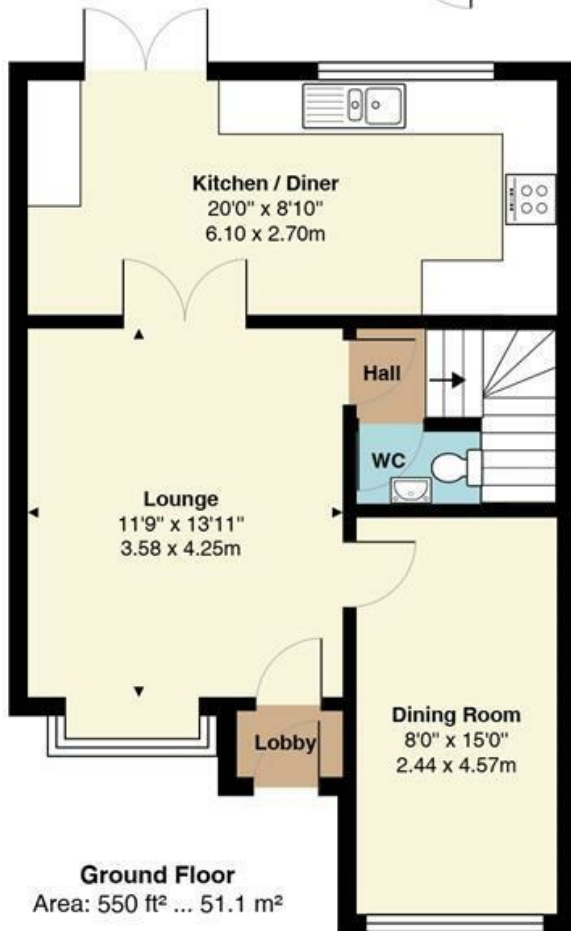 Kitchen / Diner
20'0" x 8'10"
6.10 x 2.70m
Hall
WC
Lounge
11'9" x 13'11"
3.58 x 4.25m
Lobby
Dining Room
8'0" x 15'0"
2.44 x 4.57m
Ground Floor
Area: 550 ft² ... 51.1 m²